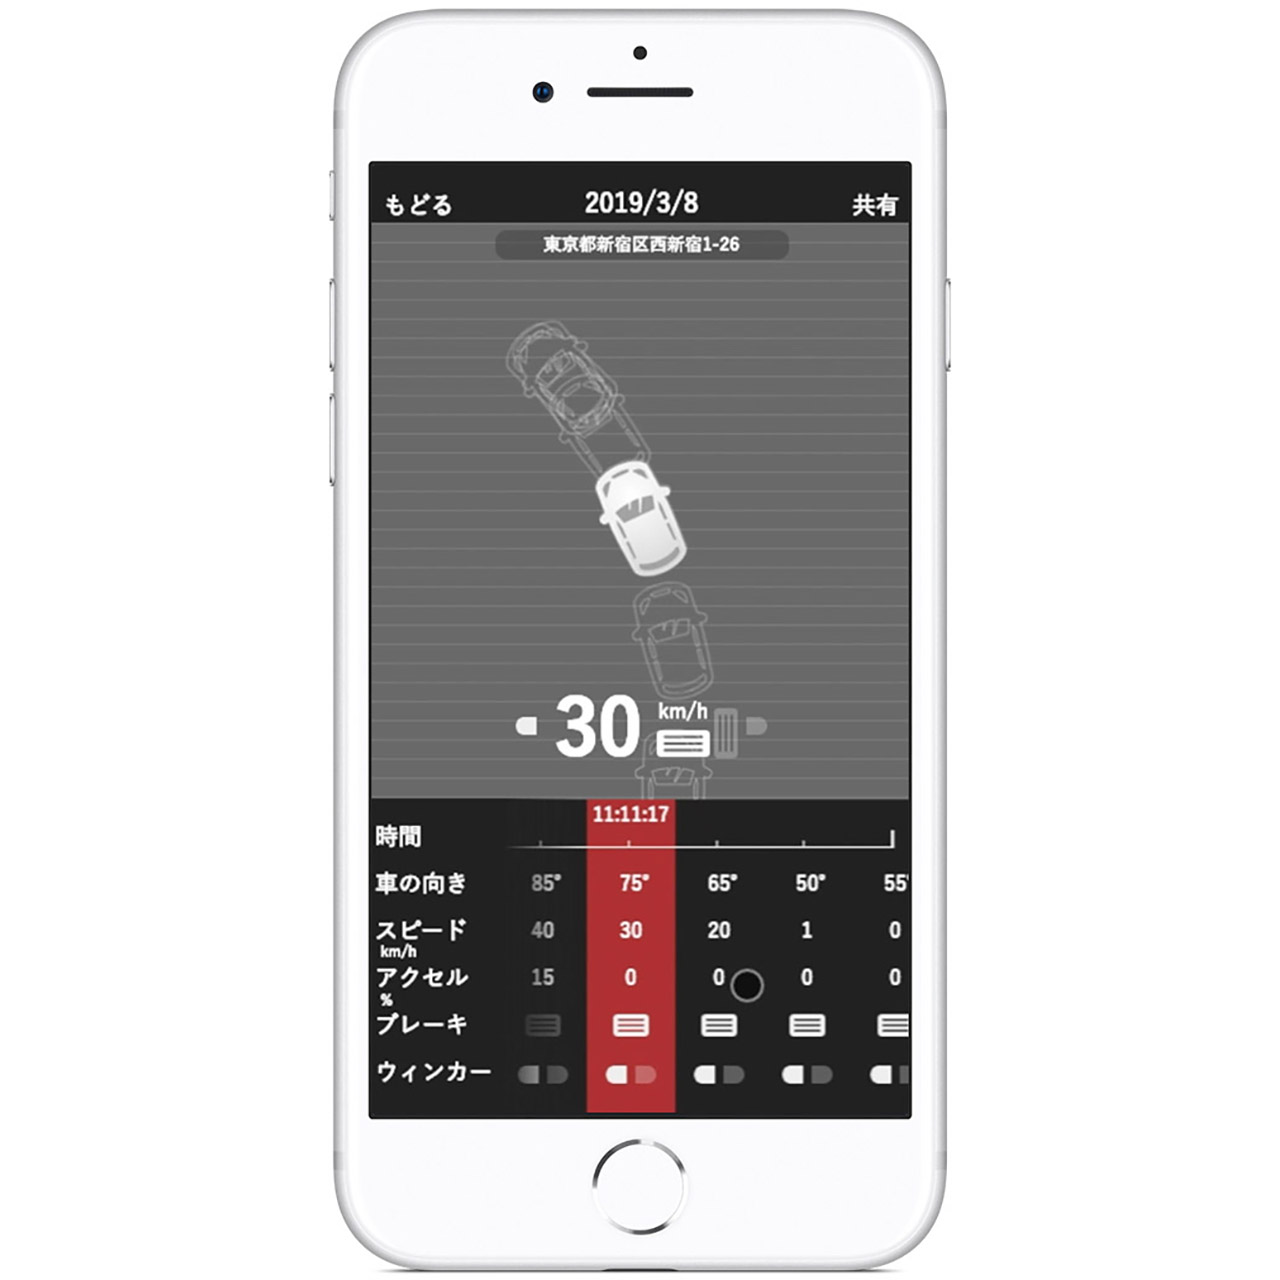 もどる 2019/3/8 共有
東京都新宿区西新宿1-26
30 km/h
11:11:17
時間
車の向き 85° 75° 65° 50° 55°
スピード 40 30 20 1 0
km/h
アクセル 15 0 0 0 0
%
ブレーキ
ウィンカー